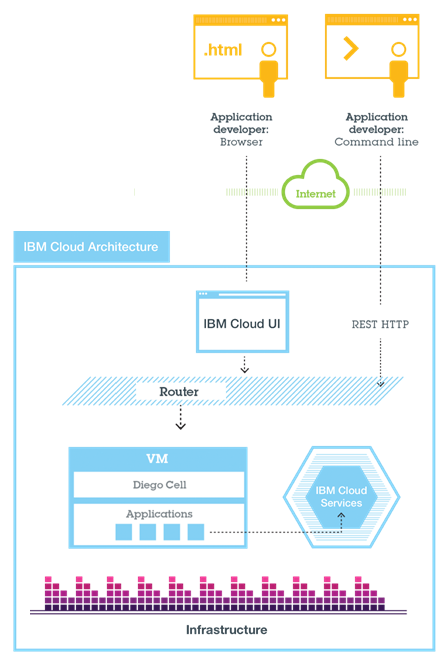 .html
Application
developer:
Browser
Application
developer:
Command line
Internet
IBM Cloud Architecture
IBM Cloud UI
REST HTTP
Router
VM
Diego Cell
Applications
IBM Cloud
Services
Infrastructure